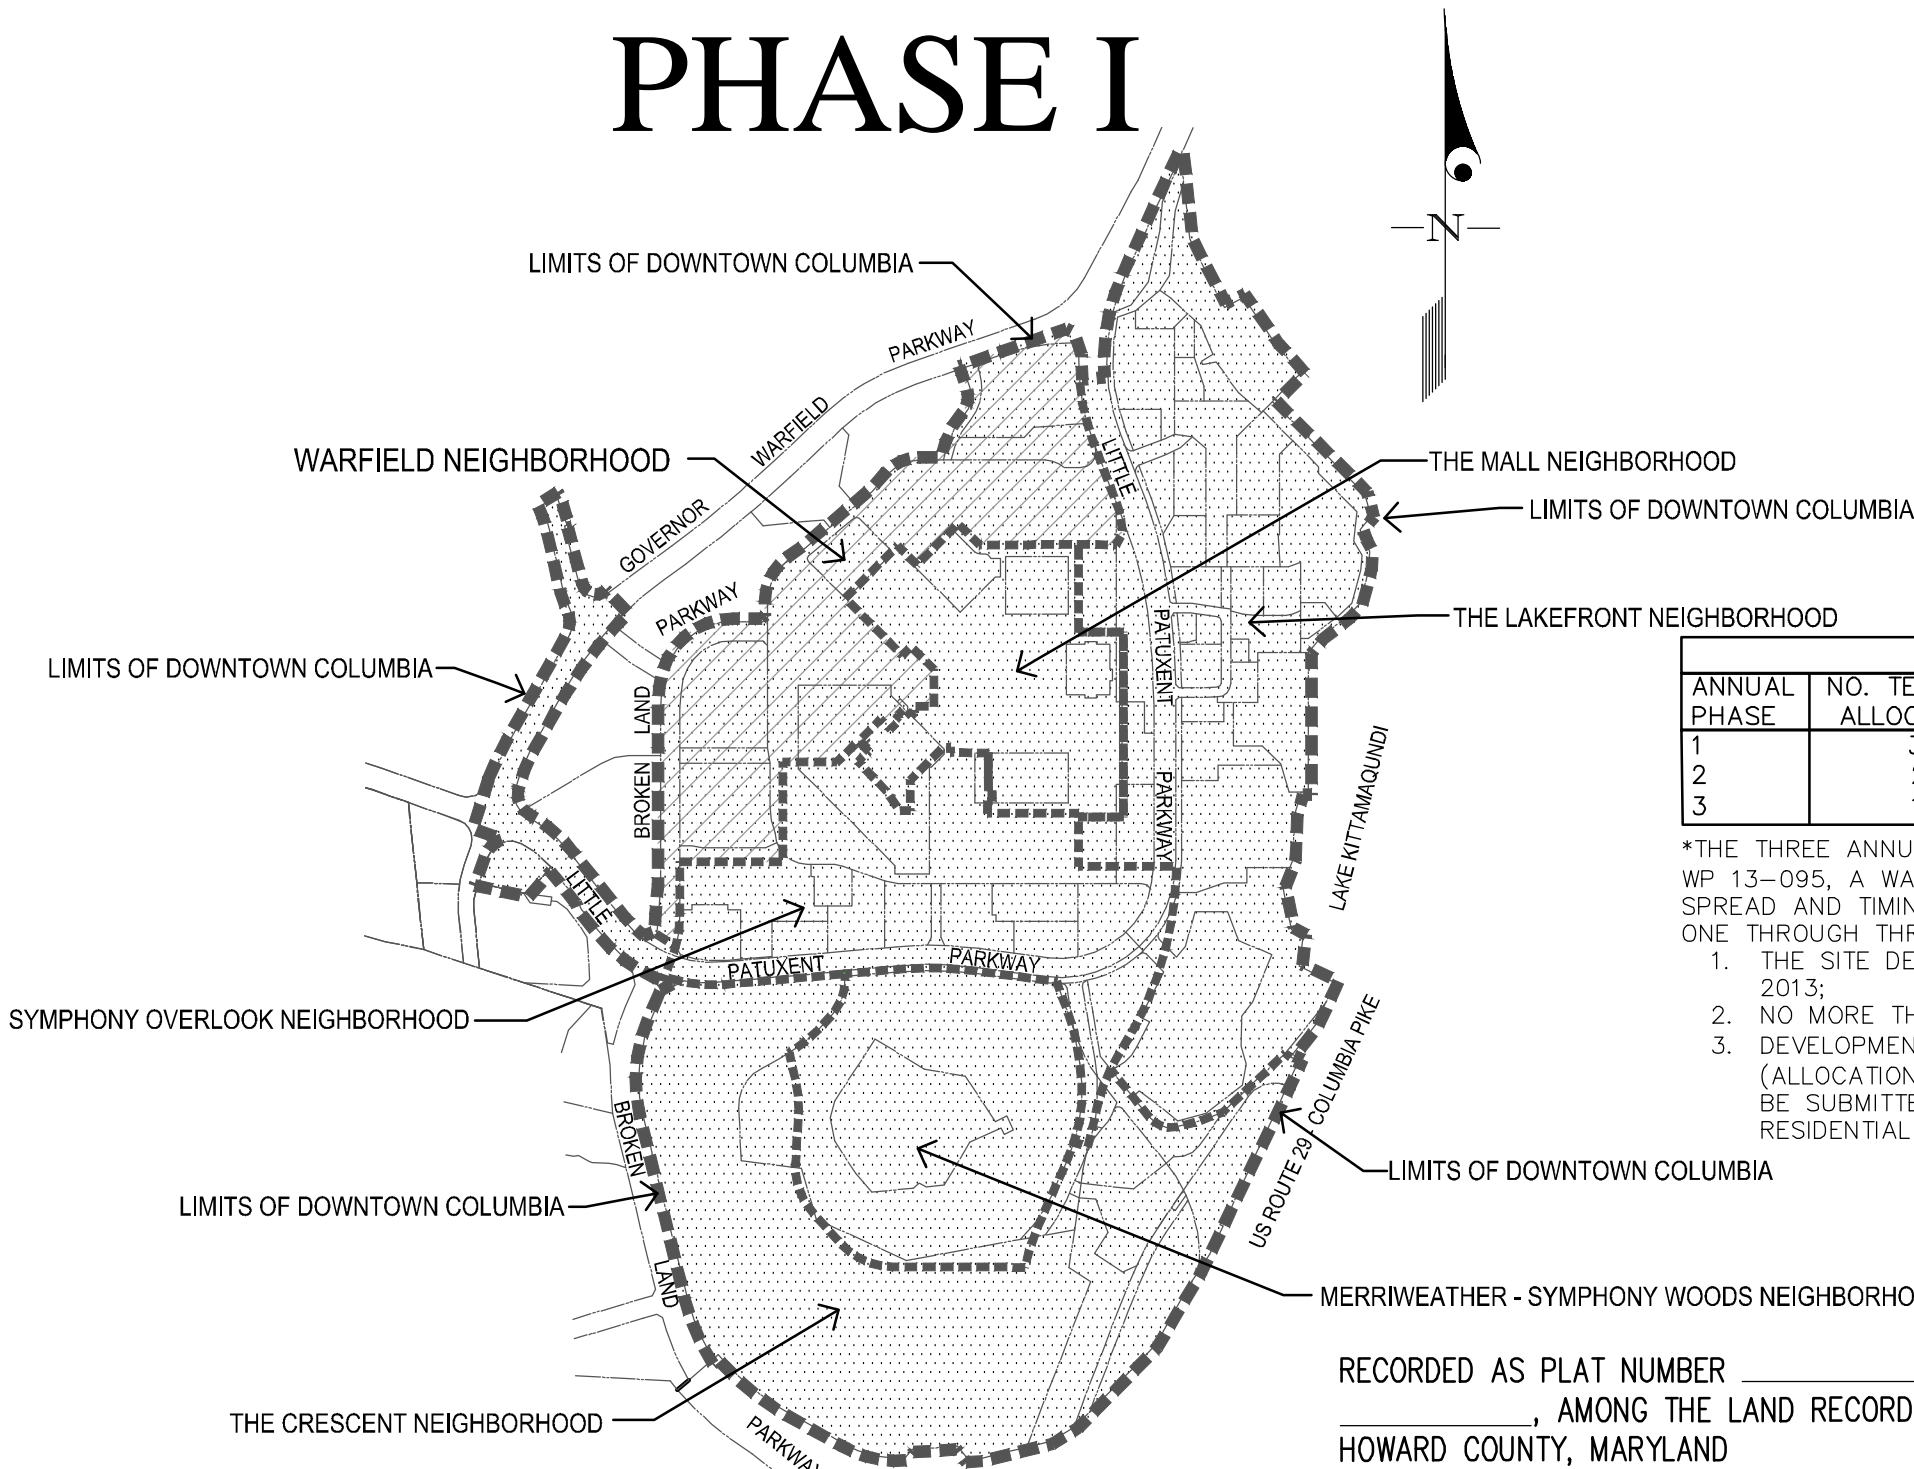 PHASE I
N
LIMITS OF DOWNTOWN COLUMBIA
PARKWAY
WARFIELD
GOVERNOR
WARFIELD NEIGHBORHOOD
LITTLE
THE MALL NEIGHBORHOOD
LIMITS OF DOWNTOWN COLUMBIA
PARKWAY
PATUXENT
THE LAKEFRONT NEIGHBORHOOD
LIMITS OF DOWNTOWN COLUMBIA
BROKEN LAND
PARKWAY
LAKE KITTAMAQUNDI
ANNUAL
PHASE
NO.
1
2
3
*THE THREE
WP 13-095, A
SPREAD AND
ONE THROUGH
1. THE SITE
2013;
2. NO MORE
3.
BE
RESIDENTIAL
LITTLE
PATUXENT
PARKWAY
SYMPHONY OVERLOOK NEIGHBORHOOD
US ROUTE 29 - COLUMBIA PIKE
BROKEN
LAND
PARKWAY
LIMITS OF DOWNTOWN COLUMBIA
LIMITS OF DOWNTOWN COLUMBIA
MERRIWEATHER - SYMPHONY WOODS
THE CRESCENT NEIGHBORHOOD
RECORDED AS PLAT NUMBER
, AMONG THE LAND
HOWARD COUNTY, MARYLAND